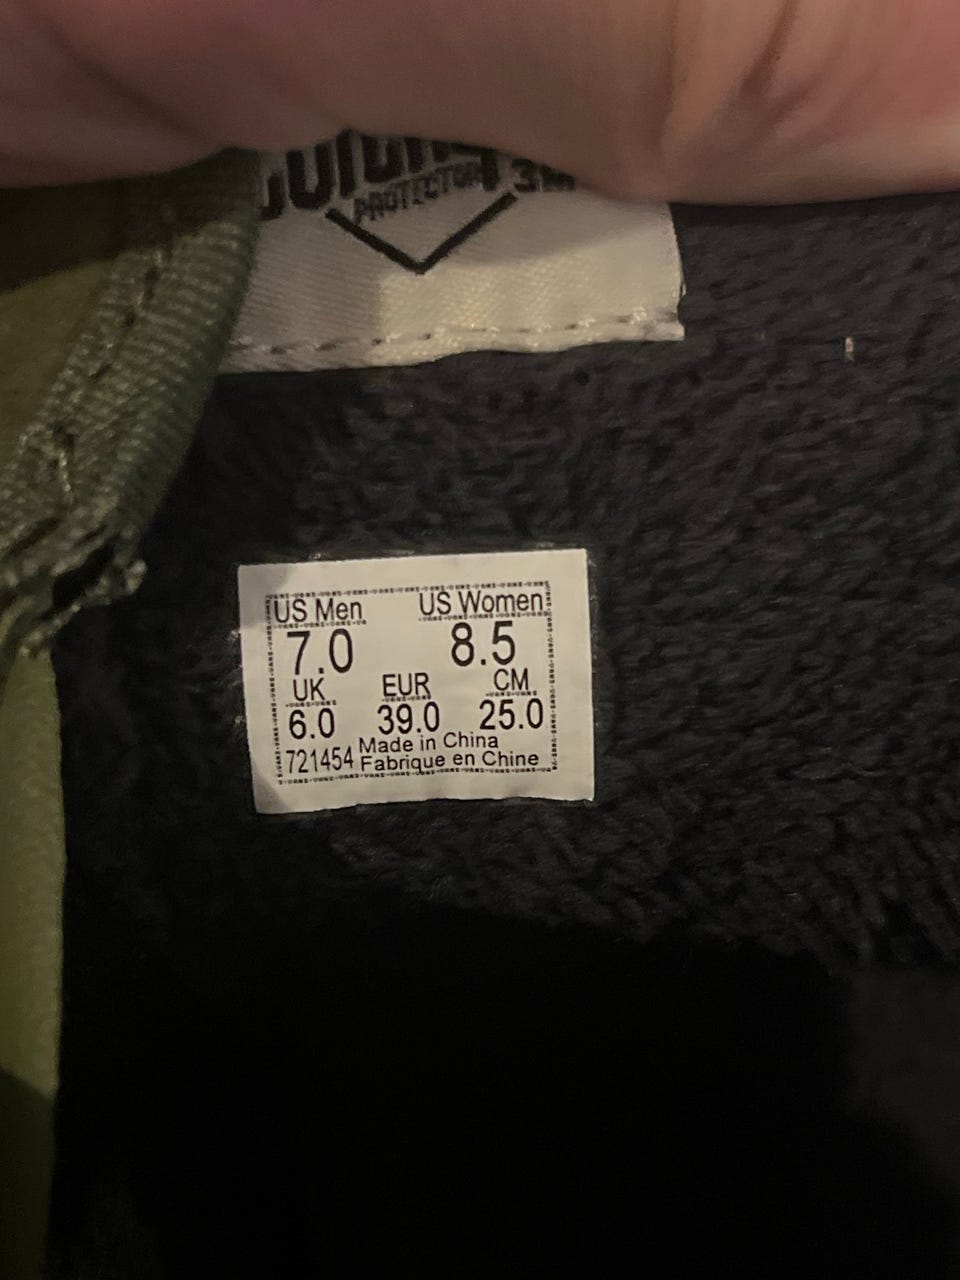 PROTECTOR 3M
US Men US Women
7.0 8.5
UK EUR CM
6.0 39.0 25.0
721454 Made in China
Fabrique en Chine